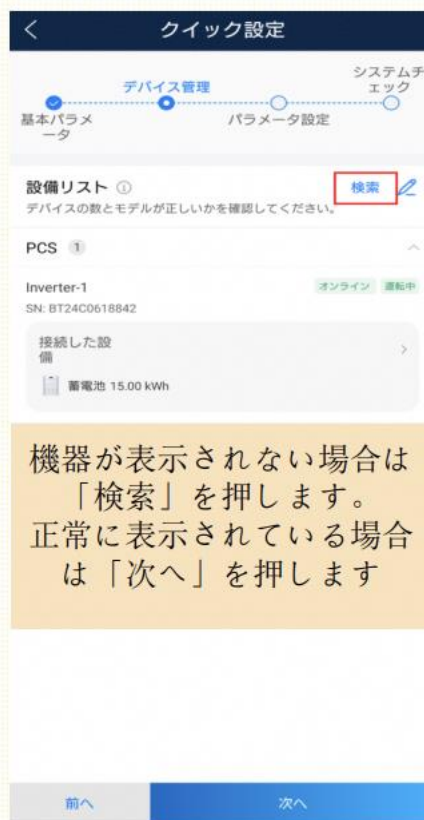 クイック設定
システムチ
ェック
デバイス管理
基本パラメ
ータ
パラメータ設定
設備リスト
検索
デバイスの数とモデルが正しいかを確認してください。
PCS 1
Inverter-1
オンライン 運転中
SN: BT24C0618842
接続した設
備
蓄電池 15.00 kWh
機器が表示されない場合は
「検索」を押します。
正常に表示されている場合
は「次へ」を押します
前へ
次へ